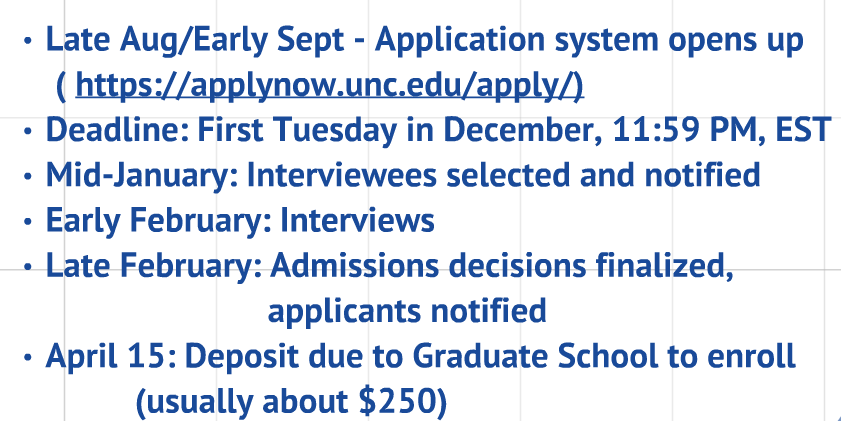 • Late Aug/Early Sept - Application system opens up
( https://applynow.unc.edu/apply/)
• Deadline: First Tuesday in December, 11:59 PM, EST
• Mid-January: Interviewees selected and notified
• Early February: Interviews
• Late February: Admissions decisions finalized,
applicants notified
• April 15: Deposit due to Graduate School to enroll
(usually about $250)